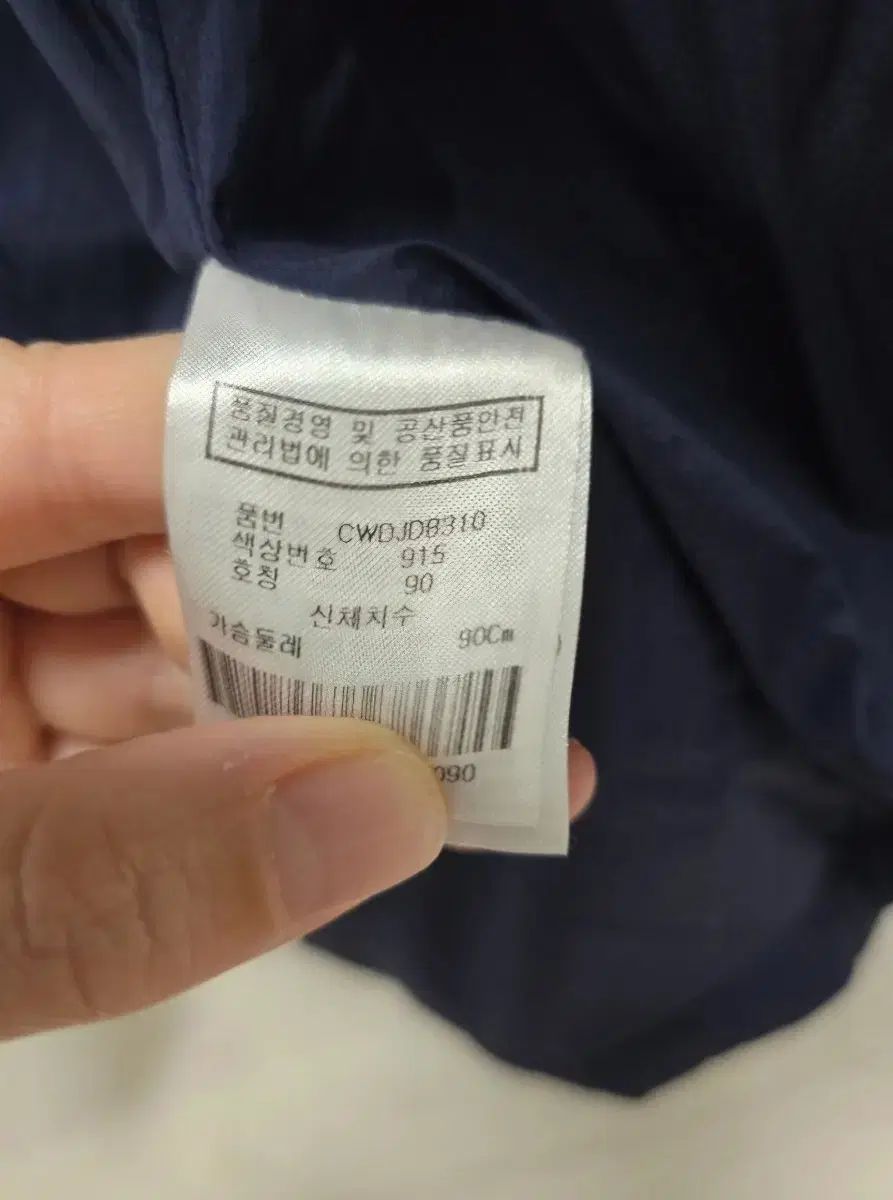 품질경영 및 공산품안전
관리법에 의한 품질표시
품번 CWDJD8310
색상번호 915
호칭 90
신체치수
가슴둘레 90Cm
090